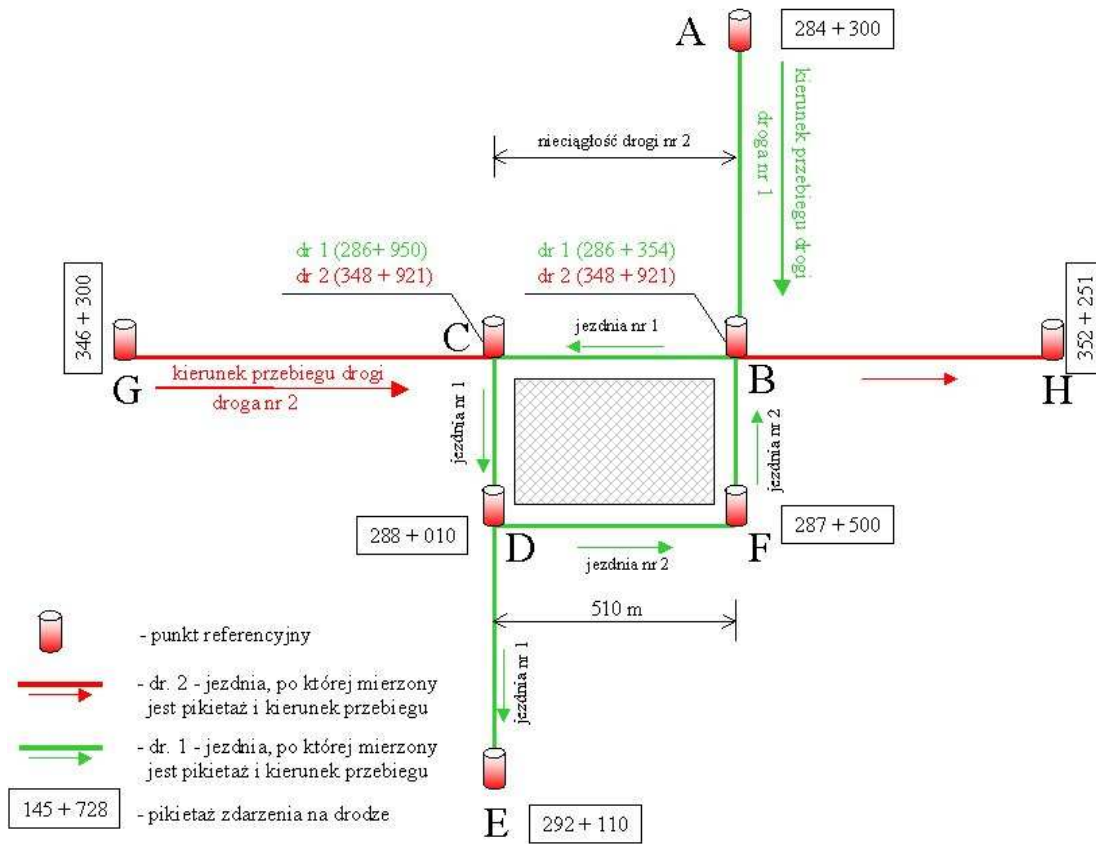 A
284 + 300
kierunek przebiegu drogi
droga nr 1
nieciągłość drogi nr 2
dr 1 (286+ 950)
dr 2 (348 + 921)
dr 1 (286 + 354)
dr 2 (348 + 921)
346 + 300
jezdnia nr 1
352 + 251
C
G
B
H
kierunek przebiegu drogi
droga nr 2
jezdnia nr 1
jezdnia nr 2
288 + 010
D
F
287 + 500
jezdnia nr 2
510 m
- punkt referencyjny
jezdnia nr 1
- dr. 2 - jezdnia, po której mierzony
jest pikietaż i kierunek przebiegu
- dr. 1 - jezdnia, po której mierzony
jest pikietaż i kierunek przebiegu
145 + 728
- pikietaż zdarzenia na drodze
E
292 + 110